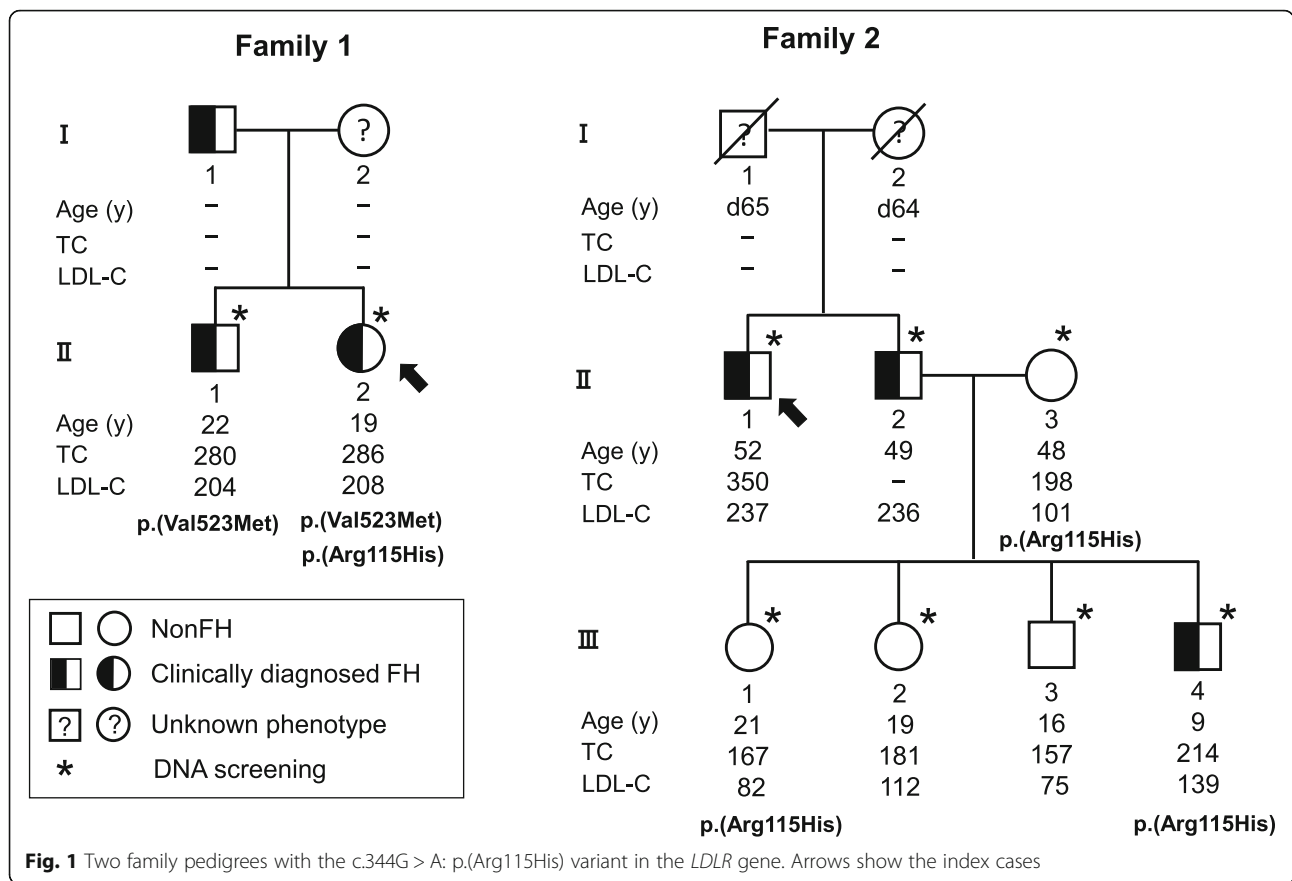 Family 1
Family 2
I
?
1
2
Age (y) – –
TC – –
LDL-C – –
II
*
*
1
2
Age (y) 22 19
TC 280 286
LDL-C 204 208
p.(Val523Met) p.(Val523Met)
p.(Arg115His)
NonFH
Clinically diagnosed FH
? ? Unknown phenotype
* DNA screening
I
? ?
1 2
Age (y) d65 d64
TC – –
LDL-C – –
II
* * *
1 2 3
Age (y) 52 49 48
TC 350 – 198
LDL-C 237 236 101
p.(Arg115His)
III
* * * *
1 2 3 4
Age (y) 21 19 16 9
TC 167 181 157 214
LDL-C 82 112 75 139
p.(Arg115His) p.(Arg115His)
Fig. 1 Two family pedigrees with the c.344G > A: p.(Arg115His) variant in the LDLR gene. Arrows show the index cases